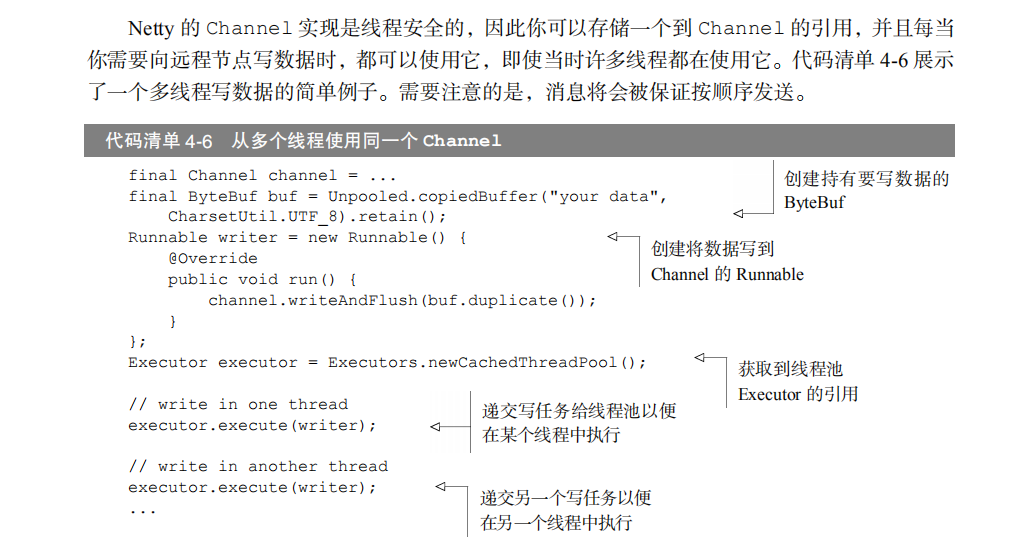 Netty 的 Channel 实现是线程安全的，因此你可以存储一个到 Channel 的引用，并且每当
你需要向远程节点写数据时，都可以使用它，即使当时许多线程都在使用它。代码清单 4-6 展示
了一个多线程写数据的简单例子。需要注意的是，消息将会被保证按顺序发送。
代码清单 4-6 从多个线程使用同一个 Channel
final Channel channel = ...
final ByteBuf buf = Unpooled.copiedBuffer("your data",
CharsetUtil.UTF_8).retain();
创建持有要写数据的
ByteBuf
Runnable writer = new Runnable() {
@Override
public void run() {
channel.writeAndFlush(buf.duplicate());
}
};
创建将数据写到
Channel 的 Runnable
Executor executor = Executors.newCachedThreadPool();
获取到线程池
Executor 的引用
// write in one thread
executor.execute(writer);
递交写任务给线程池以便
在某个线程中执行
// write in another thread
executor.execute(writer);
...
递交另一个写任务以便
在另一个线程中执行